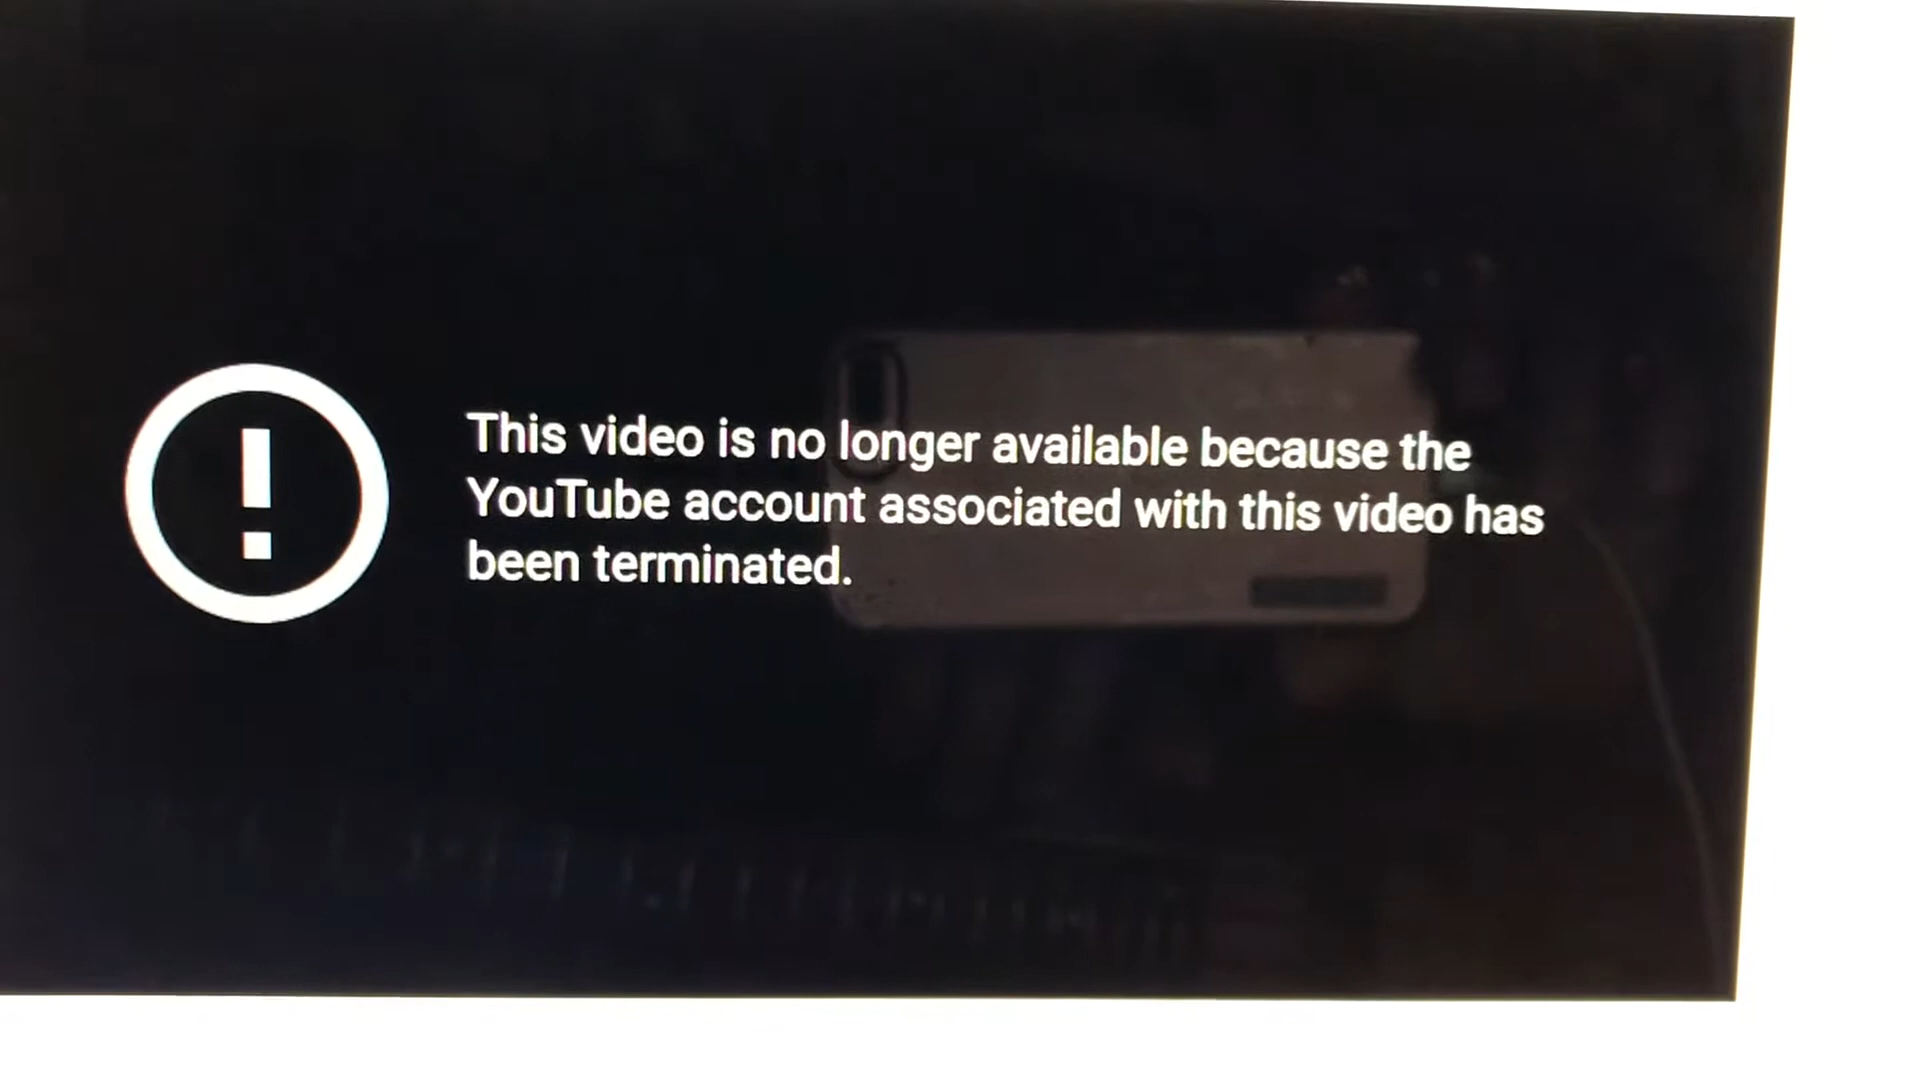 This video is no longer available because the
YouTube account associated with this video has
been terminated.